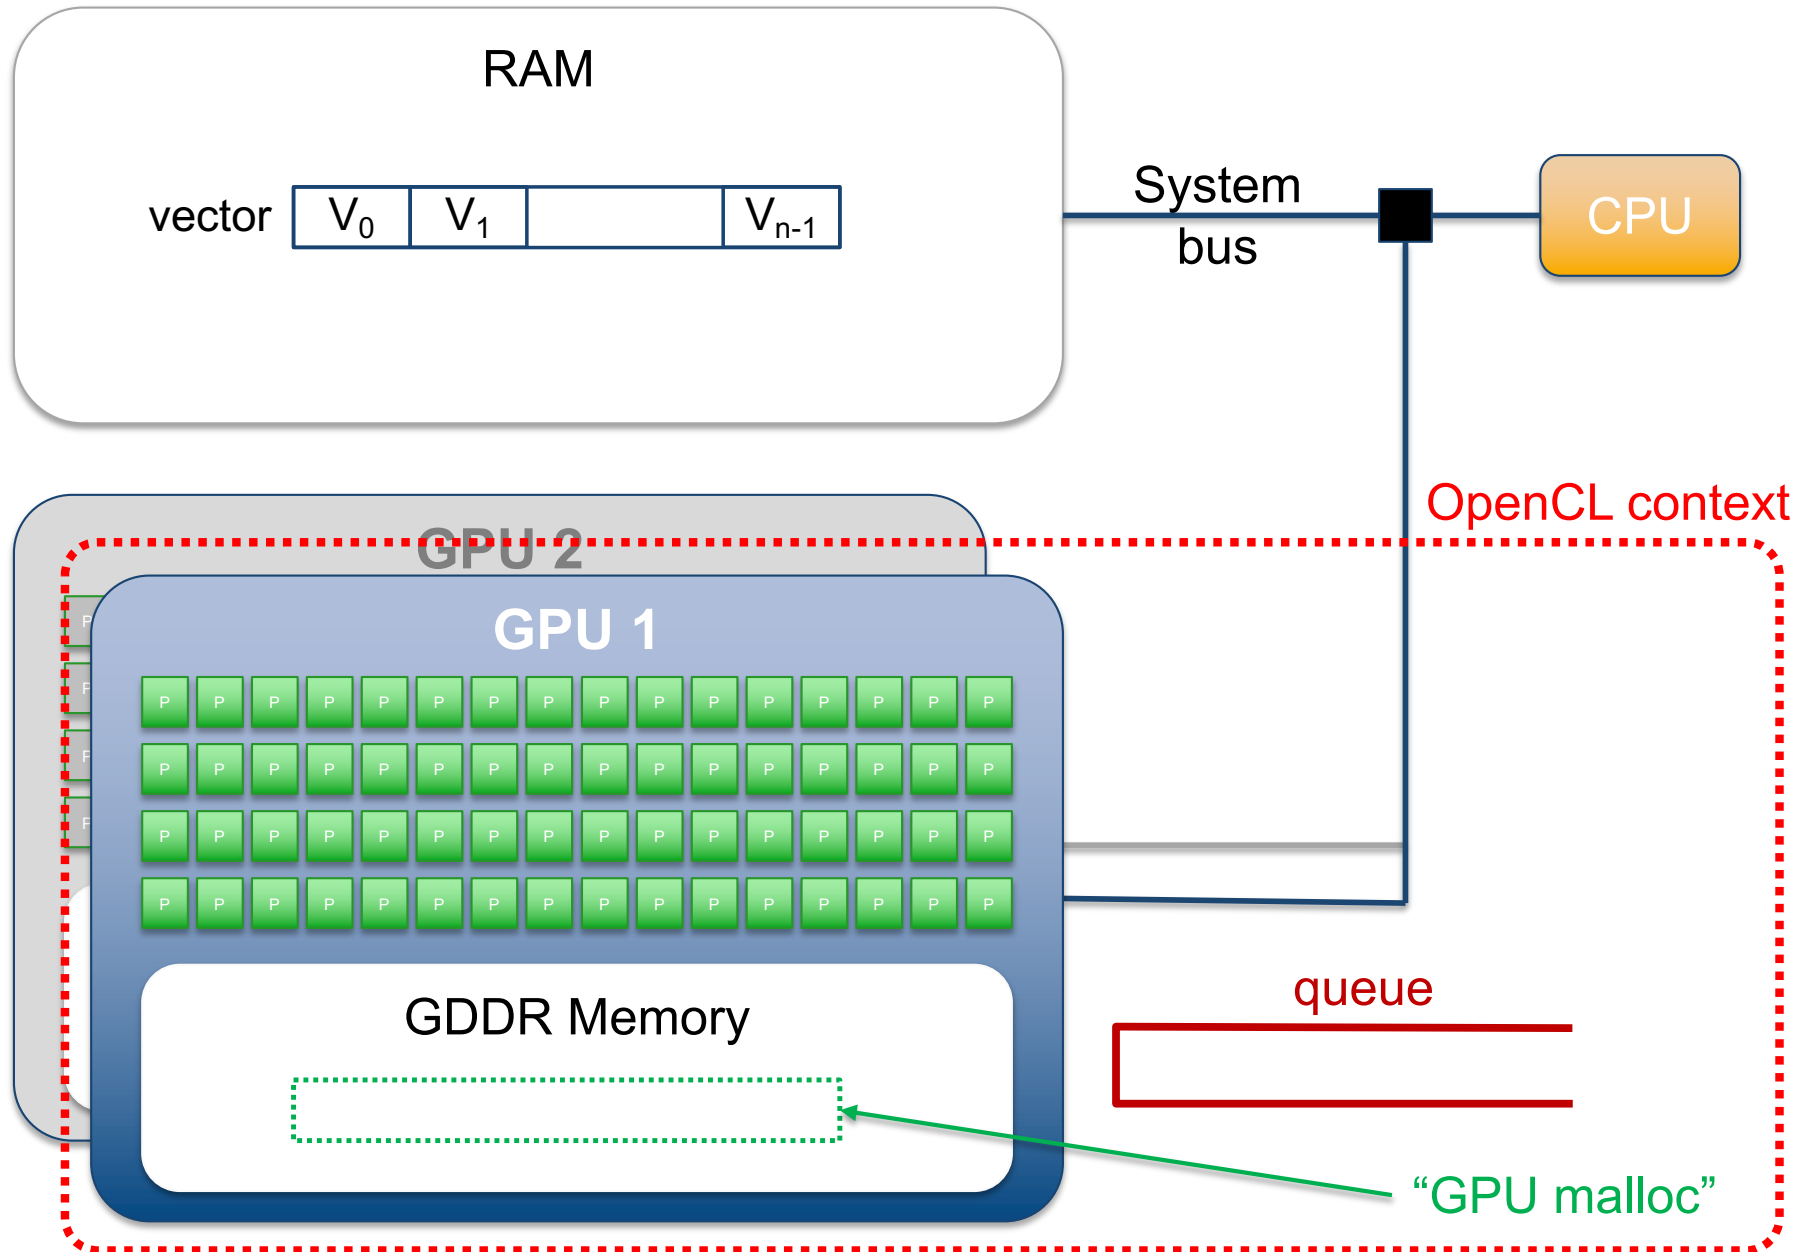 RAM
vector V0 V1 Vn-1
System
bus
CPU
OpenCL context
GPU 2
GPU 1
P
P P P P P P P P P P P P P P P P
P
P P P P P P P P P P P P P P P P
P
P P P P P P P P P P P P P P P P
P
P P P P P P P P P P P P P P P P
queue
GDDR Memory
“GPU malloc”